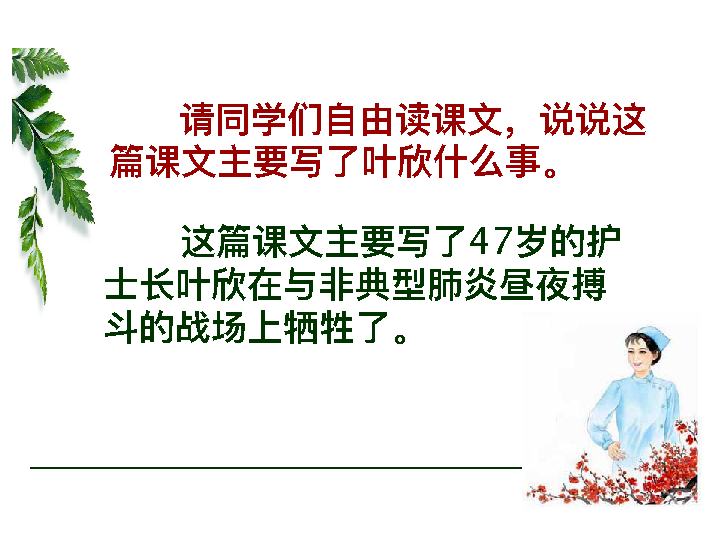 请同学们自由读课文，说说这
篇课文主要写了叶欣什么事。
这篇课文主要写了47岁的护
士长叶欣在与非典型肺炎昼夜搏
斗的战场上牺牲了。